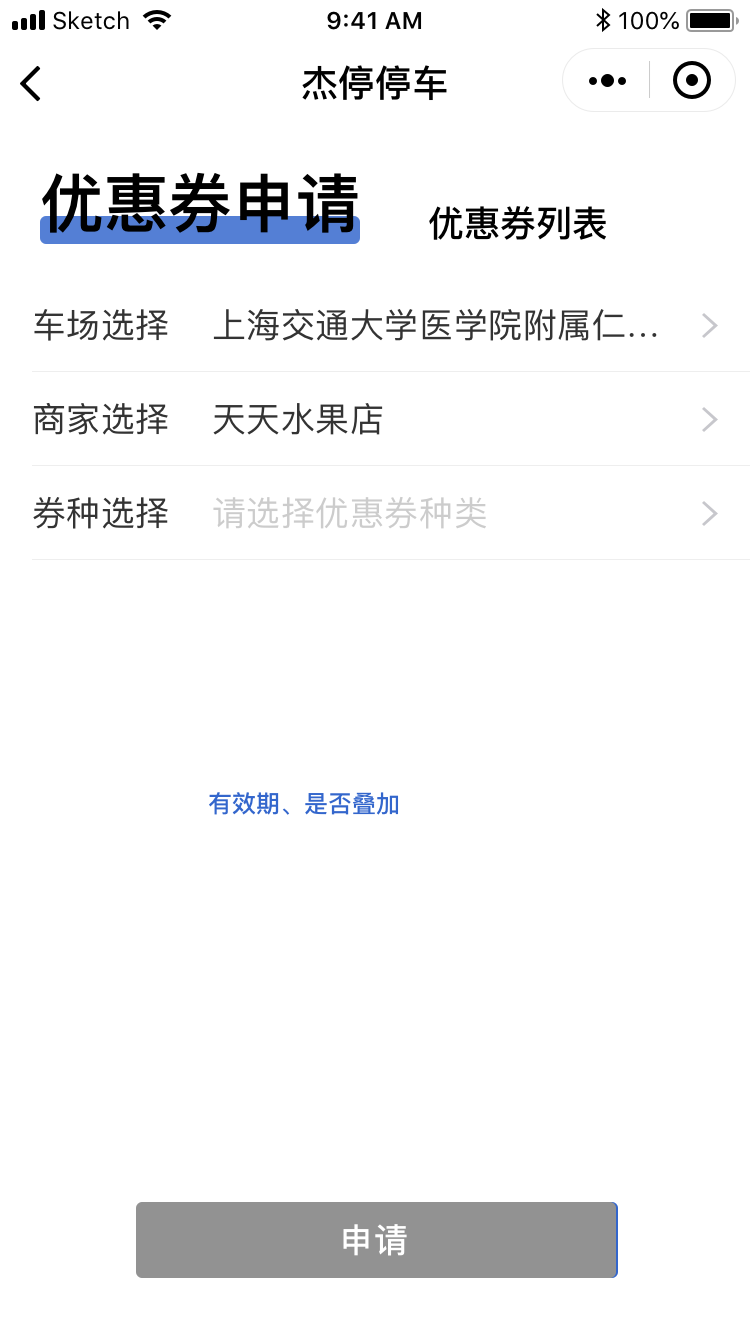 Sketch 9:41 AM 100%
杰停停车
优惠券申请 优惠券列表
车场选择 上海交通大学医学院附属仁...
商家选择 天天水果店
券种选择 请选择优惠券种类
有效期、是否叠加
申请